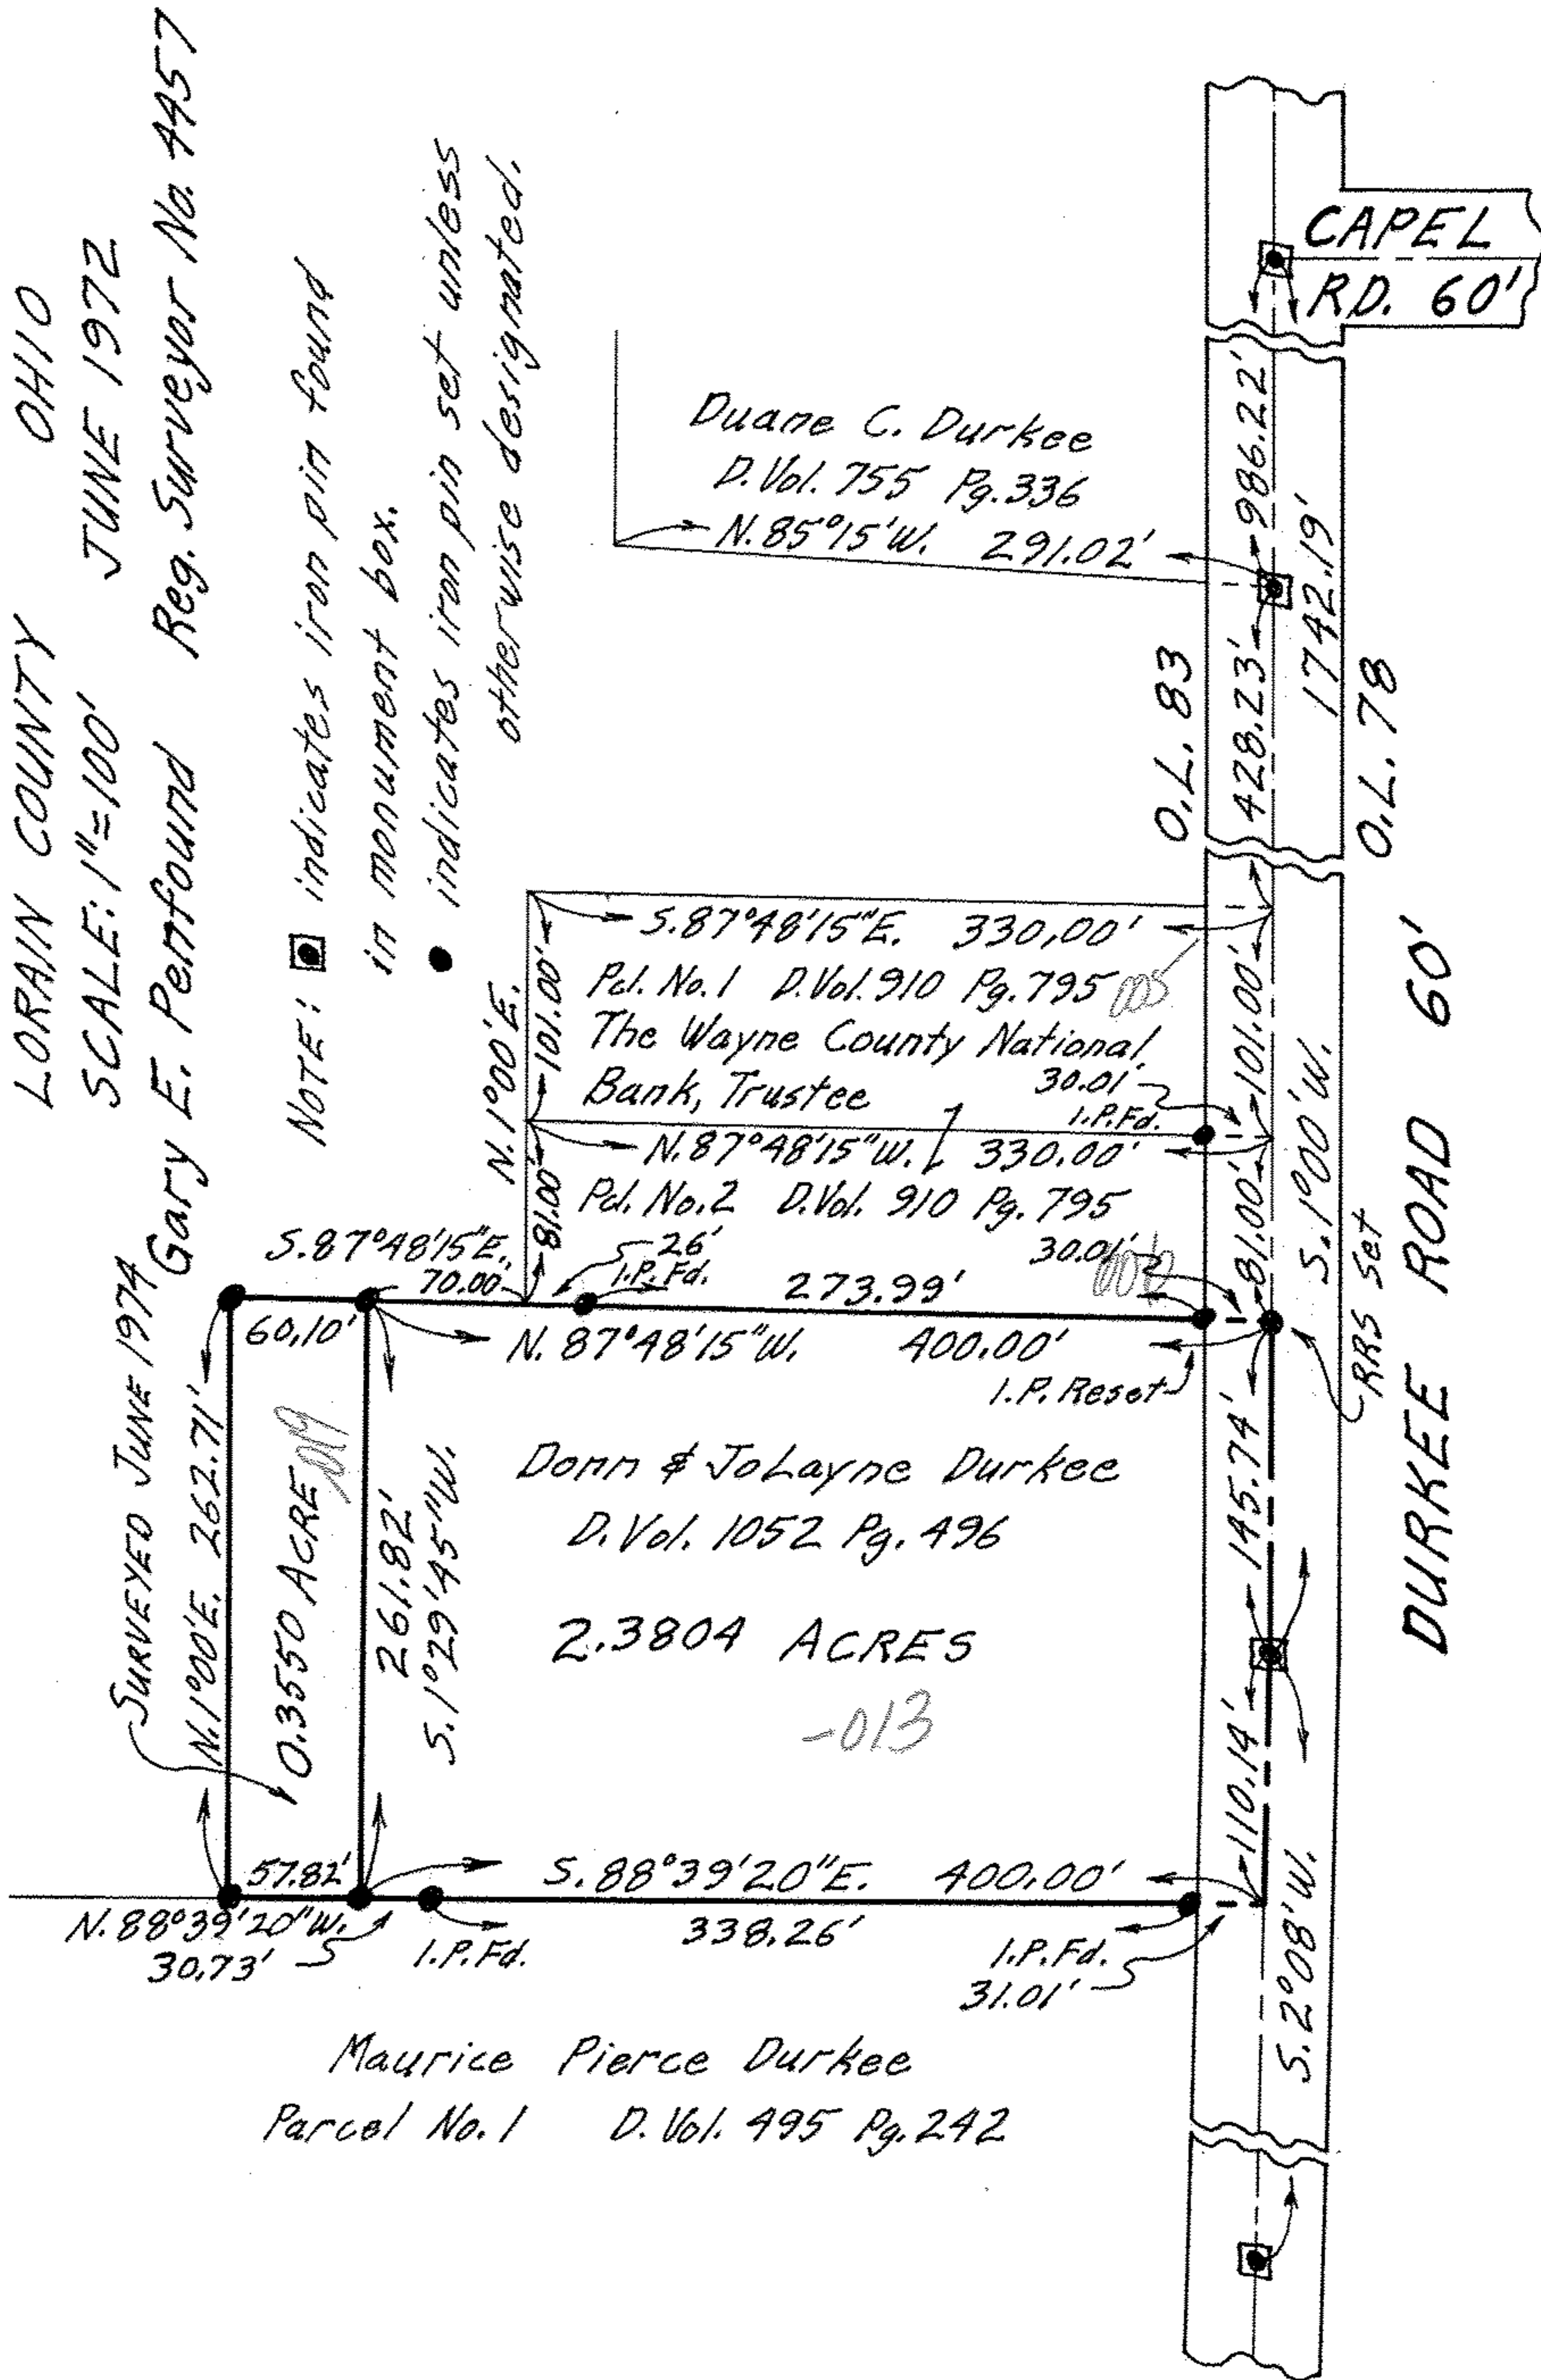 LORAIN COUNTY OHIO
SCALE: 1"=100' JUNE 1972
Gary E. Penfound Reg. Surveyor No. 4457
NOTE: indicates iron pin found
in monument box.
indicates iron pin set unless
otherwise designated.
CAPEL
RD. 60'
Duane C. Durkee
D.Vol. 755 Pg. 336
N.85°15'W. 291.02'
986.22'
428.23'
1742.19'
O.L. 83
O.L. 78
S.87°48'15"E. 330.00'
Pcl. No.1 D.Vol. 910 Pg. 795
005
The Wayne County National
Bank, Trustee
30.01'
I.P.Fd.
N.1°00'E.
101.00'
101.00'
N.87°48'15"W. 330.00'
Pcl. No.2 D.Vol. 910 Pg. 795
81.00'
81.00'
30.01'
S.1°00'W.
S.87°48'15"E.
70.00
26'
I.P.Fd.
273.99'
60.10'
N. 87°48'15"W. 400.00'
I.P. Reset
RRS Set
DURKEE ROAD 60'
SURVEYED JUNE 1974
N.1°00'E. 262.71'
0.3550 ACRE
019
261.82'
S.1°29'45"W.
Donn & JoLayne Durkee
D.Vol. 1052 Pg. 496
2.3804 ACRES
-013
145.74'
110.14'
57.82'
S.88°39'20"E. 400.00'
N.88°39'20"W.
30.73'
I.P.Fd.
338.26'
I.P.Fd.
31.01'
S.2°08'W.
Maurice Pierce Durkee
Parcel No.1 D. Vol. 495 Pg. 242